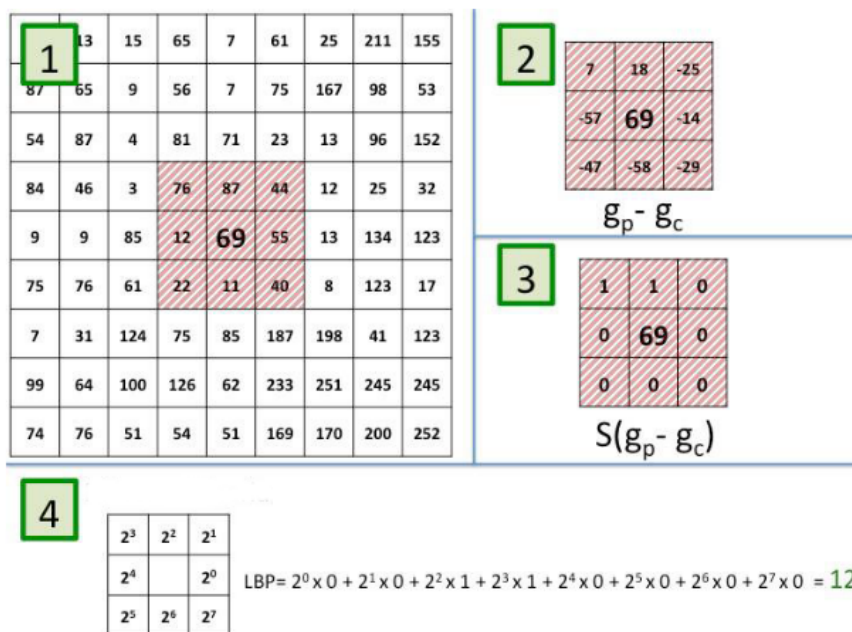 1
13 15 65 7 61 25 211 155
87 65 9 56 7 75 167 98 53
54 87 4 81 71 23 13 96 152
84 46 3 76 87 44 12 25 32
9 9 85 12 69 55 13 134 123
75 76 61 22 11 40 8 123 17
7 31 124 75 85 187 198 41 123
99 64 100 126 62 233 251 245 245
74 76 51 54 51 169 170 200 252
2
7 18 -25
-57 69 -14
-47 -58 -29
gₚ- g_c
3
1 1 0
0 69 0
0 0 0
S(gₚ- g_c)
4
2³ 2² 2¹
2⁴ 2⁰
2⁵ 2⁶ 2⁷
LBP= 2⁰ x 0 + 2¹ x 0 + 2² x 1 + 2³ x 1 + 2⁴ x 0 + 2⁵ x 0 + 2⁶ x 0 + 2⁷ x 0 = 12